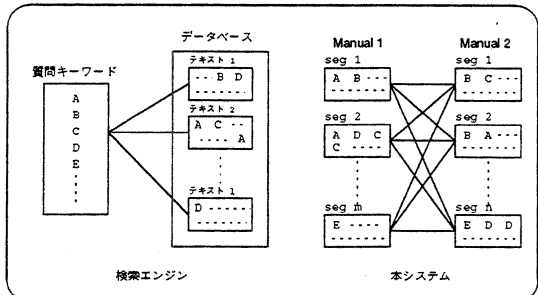 データベース
テキスト 1
--- B D
-------
テキスト 2
A C --
---- A
テキスト 1
D ------
-------
質問キーワード
A
B
C
D
E
検索エンジン
Manual 1
seg 1
A B ---
-------
seg 2
A D C
C -----
seg m
E ----
-------
Manual 2
seg 1
B C ---
-------
seg 2
B A ---
-------
seg n
E D D
-------
本システム